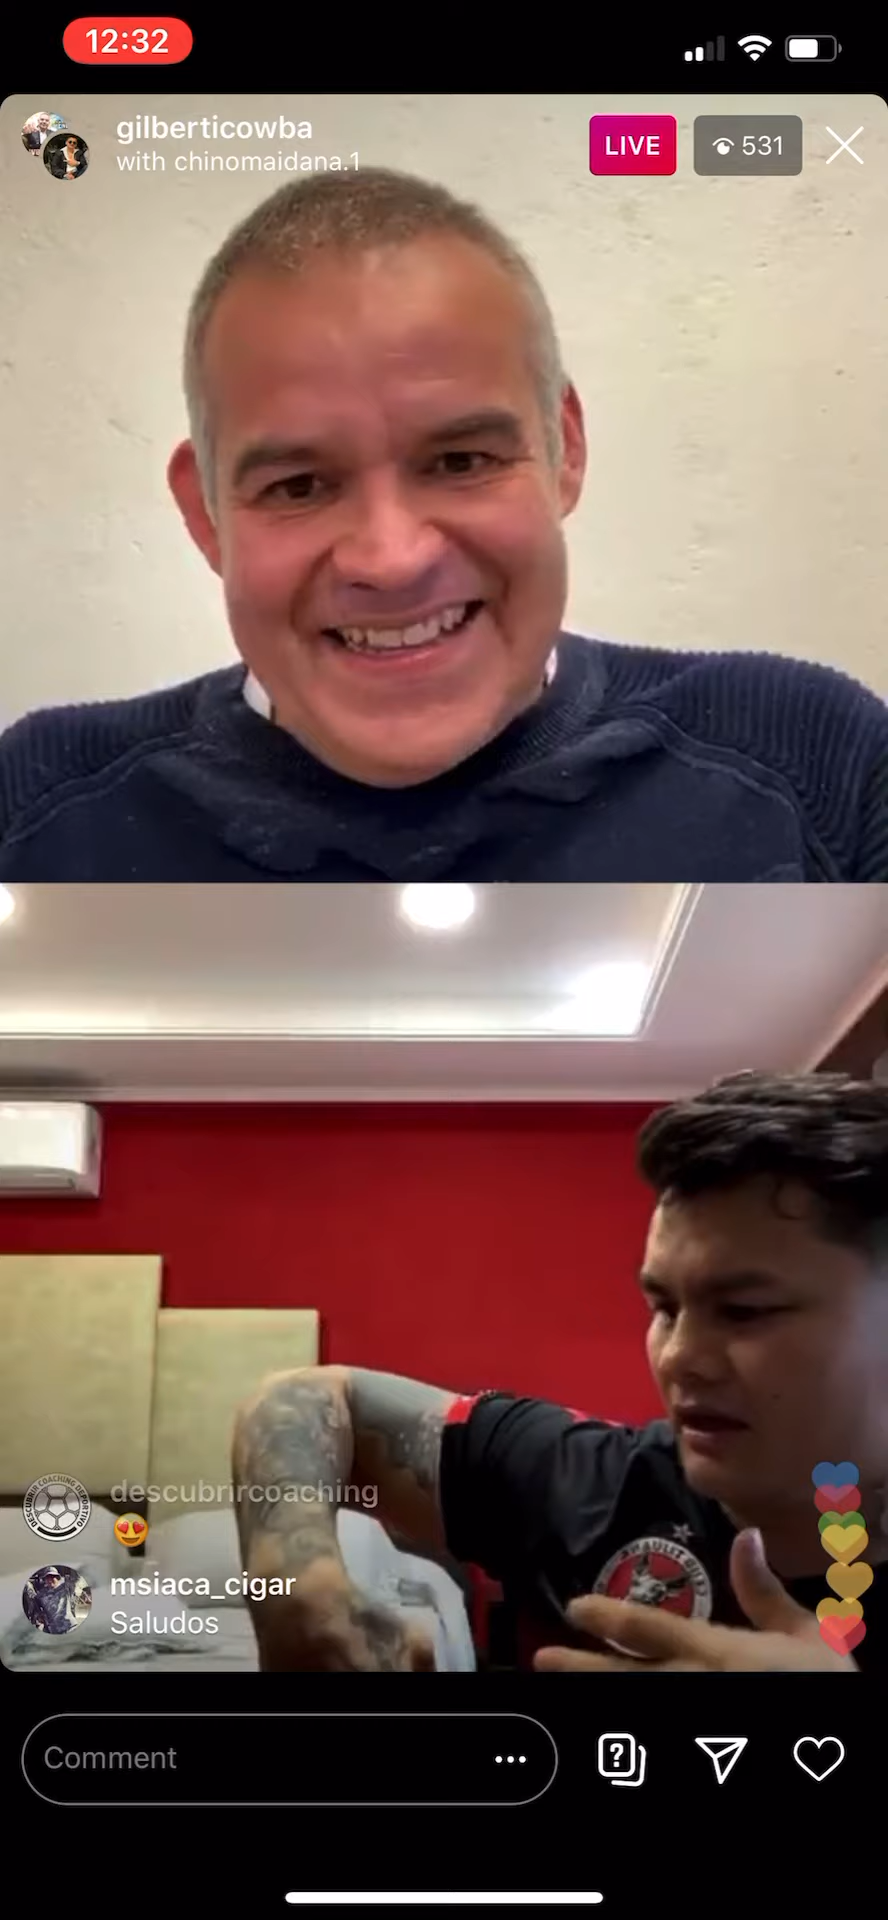 12:32
gilberticowba
with chinomaidana.1
LIVE
531
descubrircoaching
😍
msiaca_cigar
Saludos
Comment